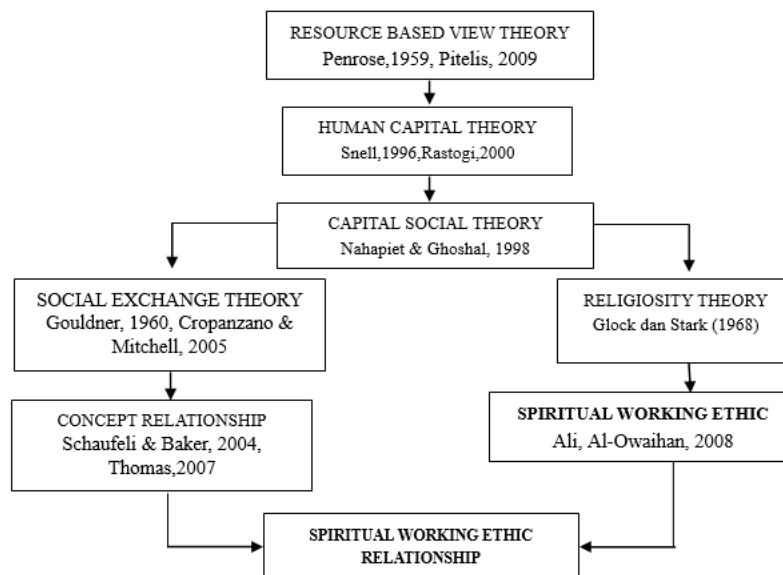 RESOURCE BASED VIEW THEORY
Penrose,1959, Pitelis, 2009
HUMAN CAPITAL THEORY
Snell,1996,Rastogi,2000
CAPITAL SOCIAL THEORY
Nahapiet & Ghoshal, 1998
SOCIAL EXCHANGE THEORY
Gouldner, 1960, Cropanzano &
Mitchell, 2005
RELIGIOSITY THEORY
Glock dan Stark (1968)
CONCEPT RELATIONSHIP
Schaufeli & Baker, 2004,
Thomas,2007
SPIRITUAL WORKING ETHIC
Ali, Al-Owaihan, 2008
SPIRITUAL WORKING ETHIC
RELATIONSHIP